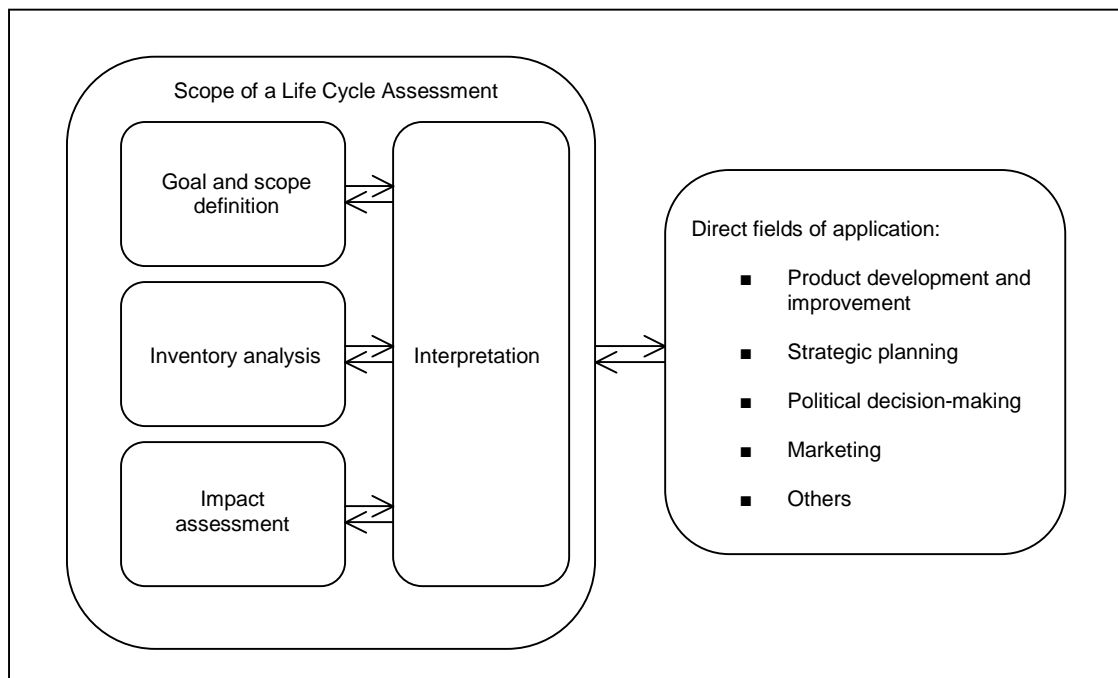 Scope of a Life Cycle Assessment
Goal and scope
definition
Inventory analysis
Impact
assessment
Interpretation
Direct fields of application:
■ Product development and
improvement
■ Strategic planning
■ Political decision-making
■ Marketing
■ Others